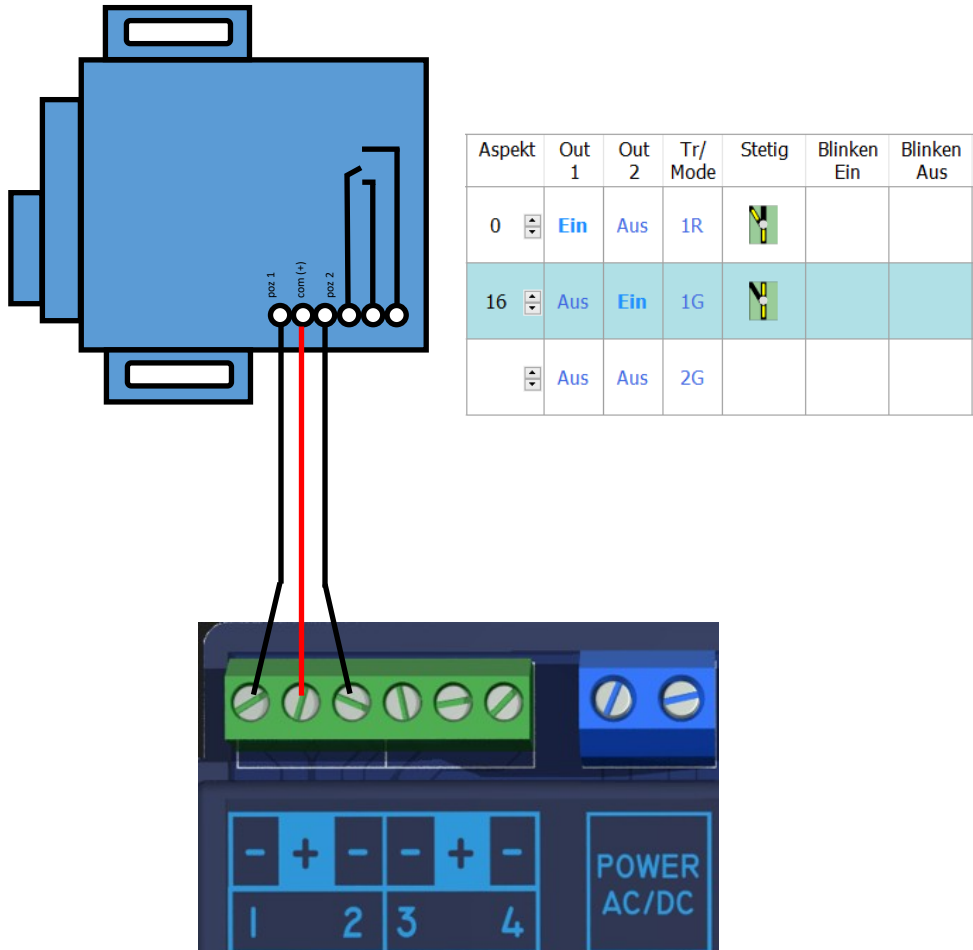 poz 1
com (+)
poz 2
Aspekt Out 1 Out 2 Tr/ Mode Stetig Blinken Ein Blinken Aus
0 Ein Aus 1R
16 Aus Ein 1G
Aus Aus 2G
- + - - + -
1 2 3 4
POWER
AC/DC